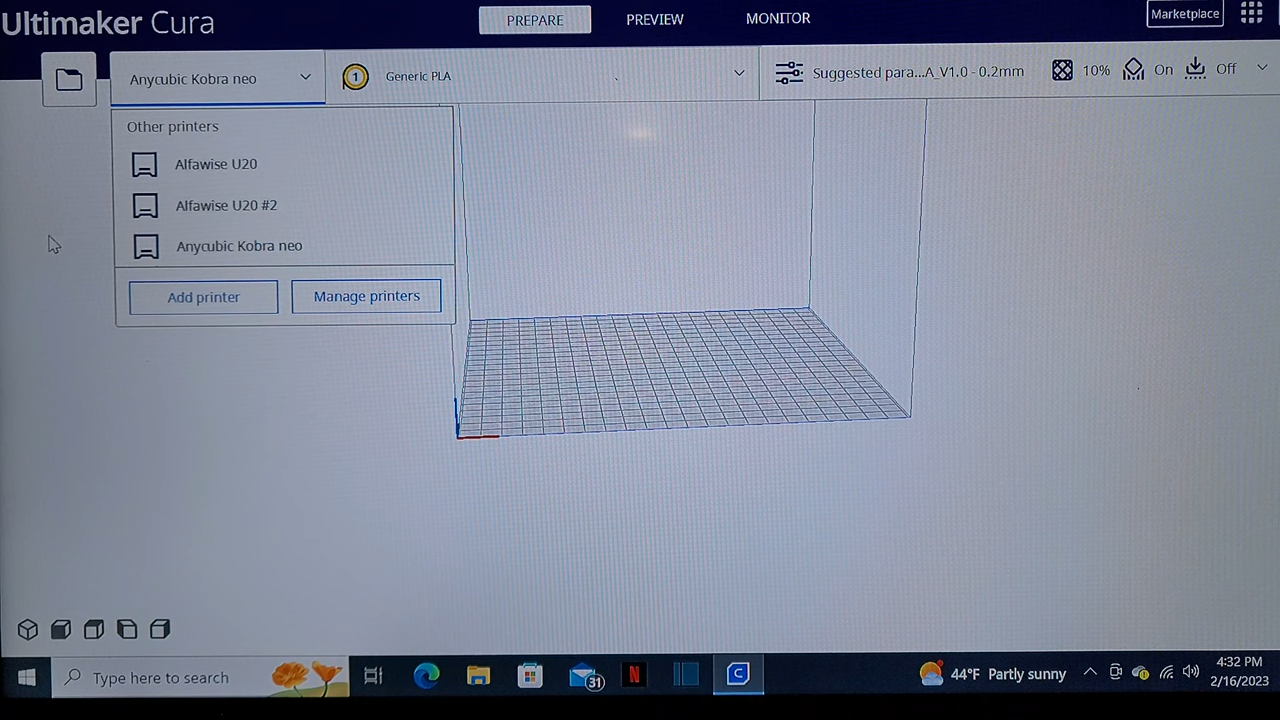 Ultimaker Cura
PREPARE
PREVIEW
MONITOR
Marketplace
Anycubic Kobra neo
1
Generic PLA
Suggested para...A_V1.0 - 0.2mm
10%
On
Off
Other printers
Alfawise U20
Alfawise U20 #2
Anycubic Kobra neo
Add printer
Manage printers
Type here to search
31
N
C
44°F Partly sunny
4:32 PM
2/16/2023